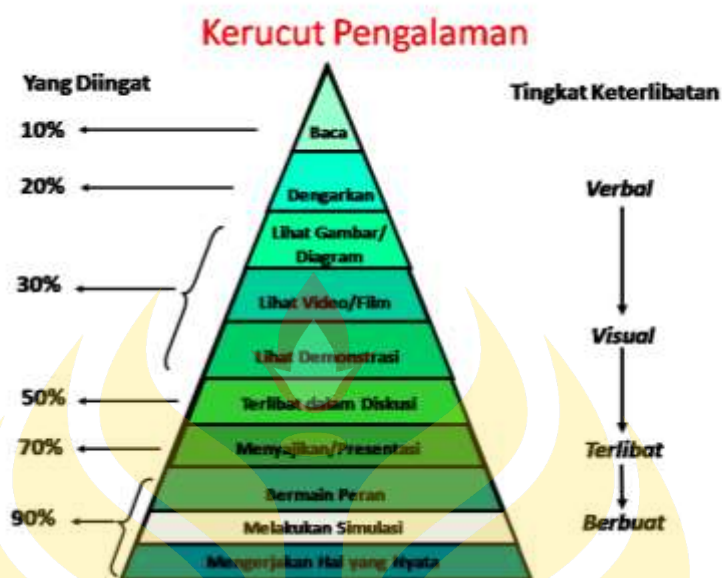 Kerucut Pengalaman
Yang Diingat
Tingkat Keterlibatan
10%
Baca
20%
Dengarkan
Verbal
Lihat Gambar/
Diagram
30%
Lihat Video/Film
Visual
Lihat Demonstrasi
50%
Terlibat dalam Diskusi
70%
Menyajikan/Presentasi
Terlibat
Bermain Peran
90%
Melakukan Simulasi
Berbuat
Mengerjakan Hal yang Nyata